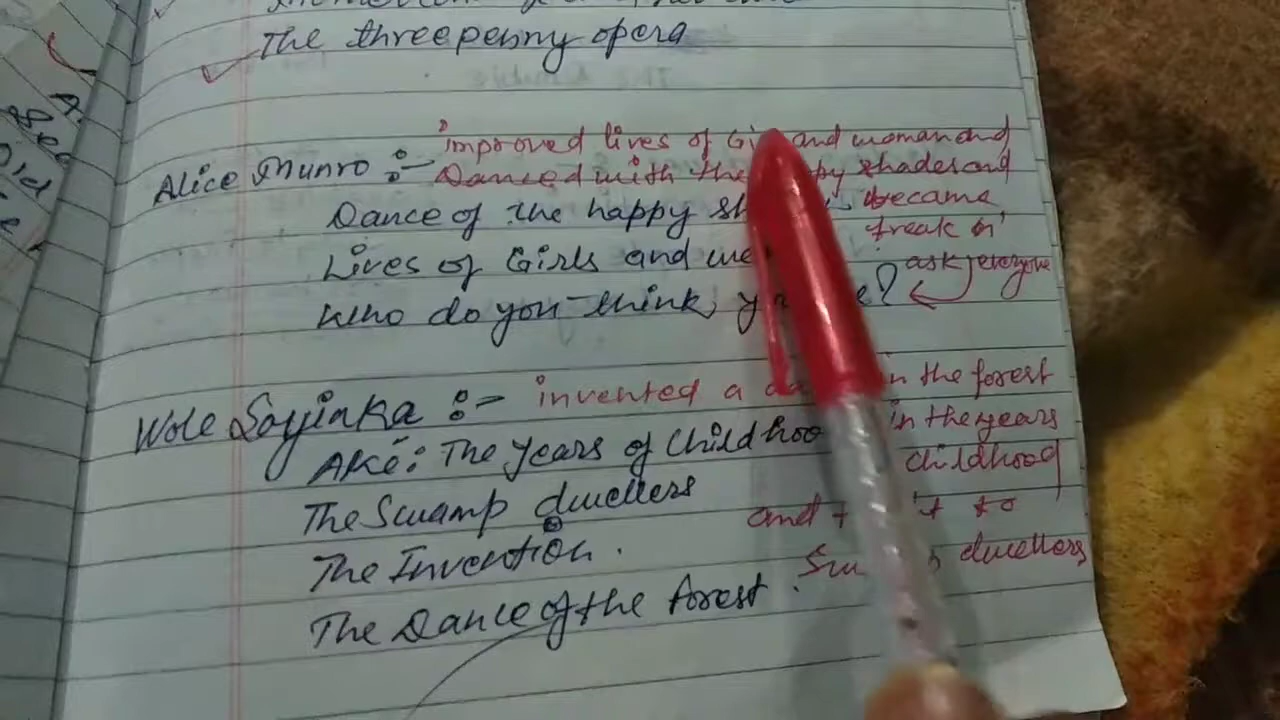 The threepenny opera
improved lives of and woman and
Alice Munro :- Danced with the shades and
Dance of the happy became
freak or
Lives of Girls and
ask everyone
Who do you think,
Wole Soyinka :- invented a in the forest
in the years
AKé: The years of childhoo
childhood
The Swamp dwellers
and to
The Invention.
dwellers
The Dance of the forest.